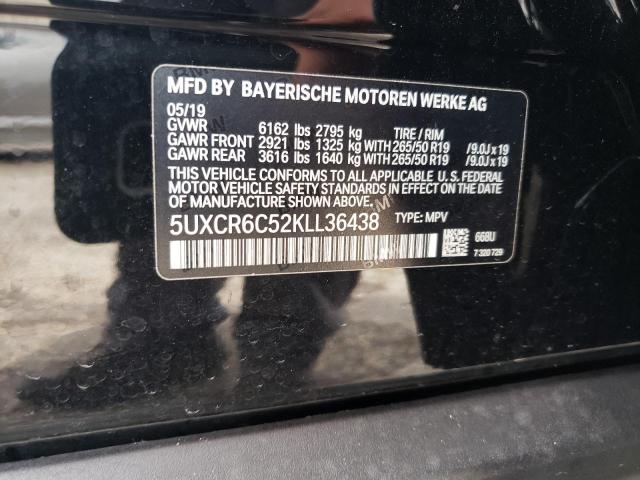 MFD BY BAYERISCHE MOTOREN WERKE AG
05/19
GVWR 6162 lbs 2795 kg TIRE / RIM
GAWR FRONT 2921 lbs 1325 kg WITH 265/50 R19 /9.0J x 19
GAWR REAR 3616 lbs 1640 kg WITH 265/50 R19 /9.0J x 19
THIS VEHICLE CONFORMS TO ALL APPLICABLE U. S. FEDERAL
MOTOR VEHICLE SAFETY STANDARDS IN EFFECT ON THE
DATE OF MANUFACTURE SHOWN ABOVE.
5UXCR6C52KLL36438 TYPE: MPV
668U
7320729